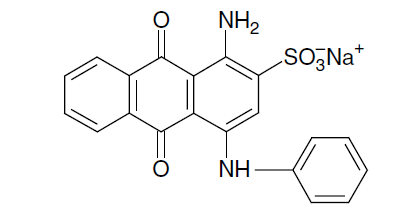 O NH₂
SO₃⁻Na⁺
O NH